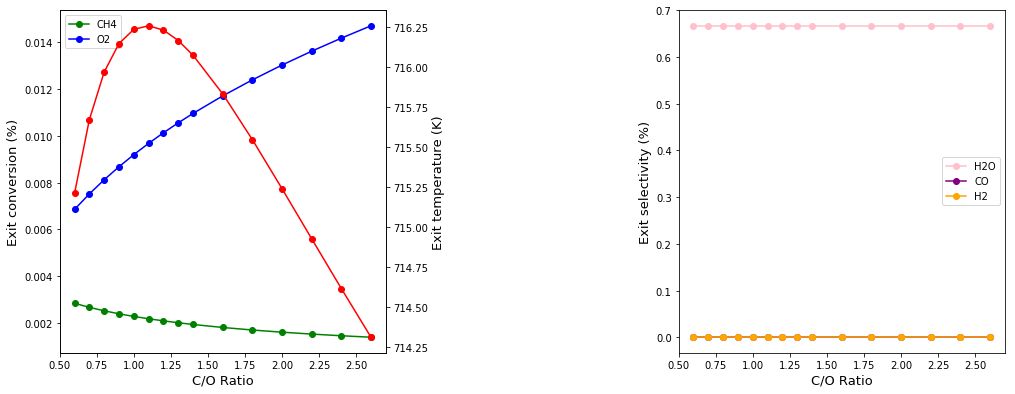 CH4
O2
0.014
0.012
0.010
0.008
0.006
0.004
0.002
Exit conversion (%)
716.25
716.00
715.75
715.50
715.25
715.00
714.75
714.50
714.25
Exit temperature (K)
0.50 0.75 1.00 1.25 1.50 1.75 2.00 2.25 2.50
C/O Ratio
0.7
0.6
0.5
0.4
0.3
0.2
0.1
0.0
Exit selectivity (%)
H2O
CO
H2
0.50 0.75 1.00 1.25 1.50 1.75 2.00 2.25 2.50
C/O Ratio